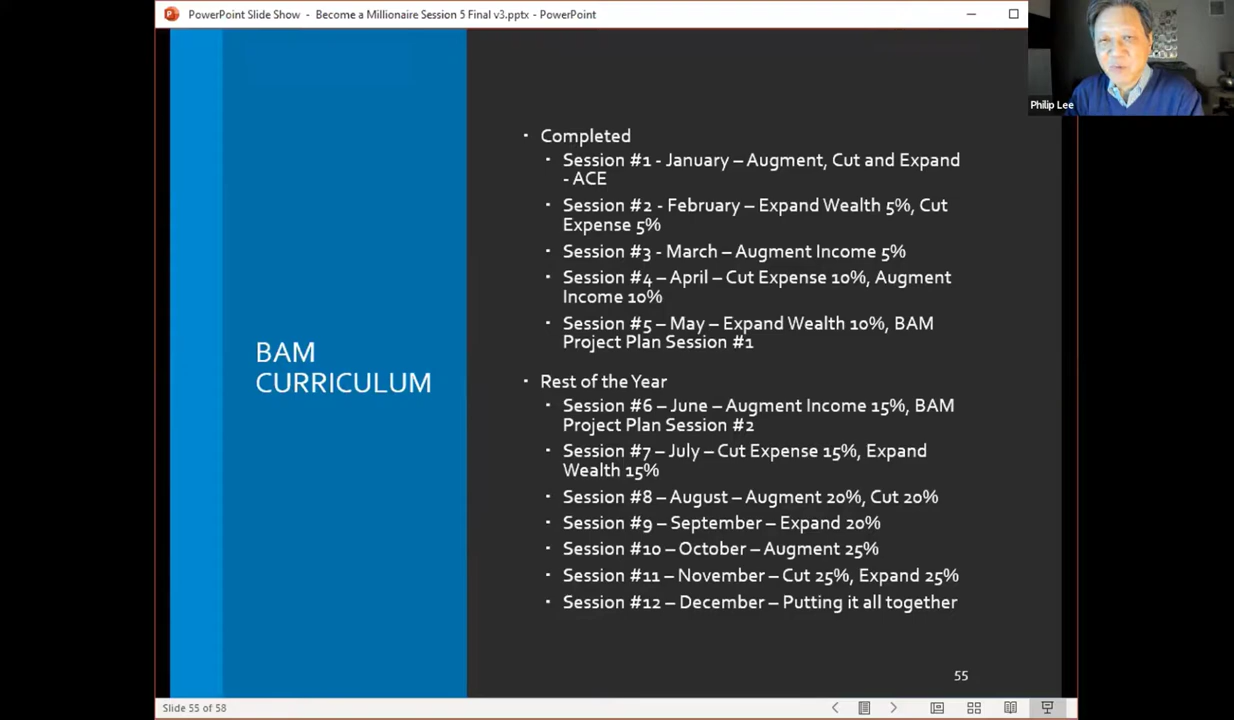 PowerPoint Slide Show - Become a Millionaire Session 5 Final v3.pptx - PowerPoint
Philip Lee
BAM
CURRICULUM
· Completed
· Session #1 - January – Augment, Cut and Expand
- ACE
· Session #2 - February – Expand Wealth 5%, Cut
Expense 5%
· Session #3 - March – Augment Income 5%
· Session #4 – April – Cut Expense 10%, Augment
Income 10%
· Session #5 – May – Expand Wealth 10%, BAM
Project Plan Session #1
· Rest of the Year
· Session #6 – June – Augment Income 15%, BAM
Project Plan Session #2
· Session #7 – July – Cut Expense 15%, Expand
Wealth 15%
· Session #8 – August – Augment 20%, Cut 20%
· Session #9 – September – Expand 20%
· Session #10 – October – Augment 25%
· Session #11 – November – Cut 25%, Expand 25%
· Session #12 – December – Putting it all together
55
Slide 55 of 58